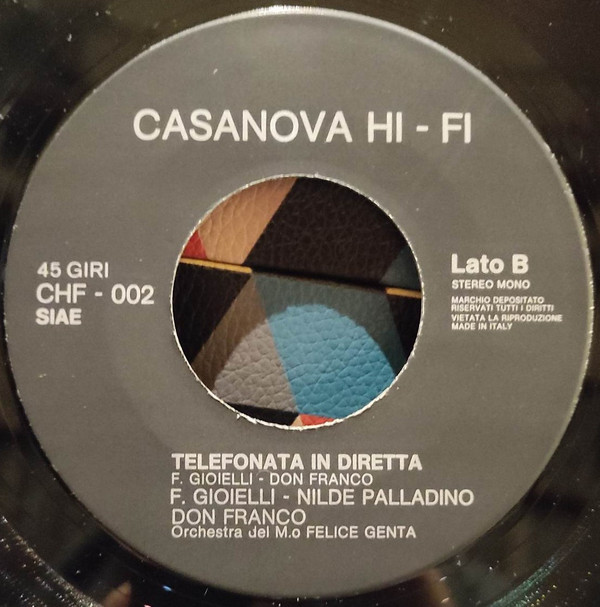 CASANOVA HI - FI
45 GIRI
CHF - 002
SIAE
Lato B
STEREO MONO
MARCHIO DEPOSITATO
RISERVATI TUTTI I DIRITTI
VIETATA LA RIPRODUZIONE
MADE IN ITALY
TELEFONATA IN DIRETTA
F. GIOIELLI - DON FRANCO
F. GIOIELLI - NILDE PALLADINO
DON FRANCO
Orchestra del M.o FELICE GENTA